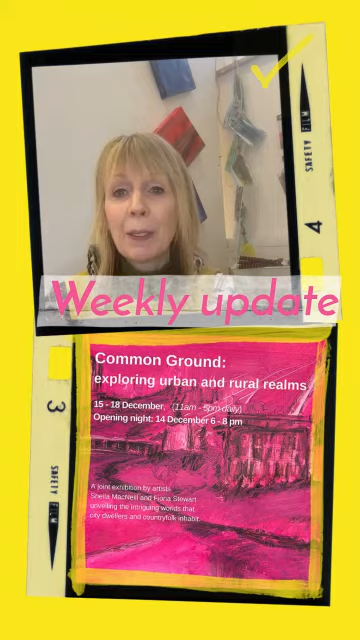 SAFETY FILM
4
Weekly update
Common Ground:
exploring urban and rural realms
15 - 18 December, (11am - 5pm daily)
Opening night: 14 December 6 - 8 pm
3
SAFETY FILM
A joint exhibition by artists
Sheila MacNeill and Fiona Stewart
unveiling the intriguing worlds that
city dwellers and countryfolk inhabit.